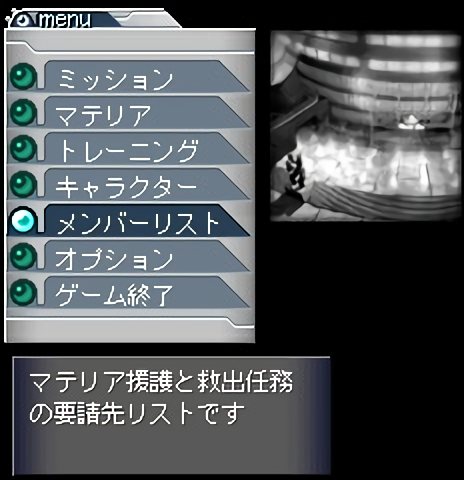 menu
ミッション
マテリア
トレーニング
キャラクター
メンバーリスト
オプション
ゲーム終了
マテリア援護と救出任務
の要請先リストです